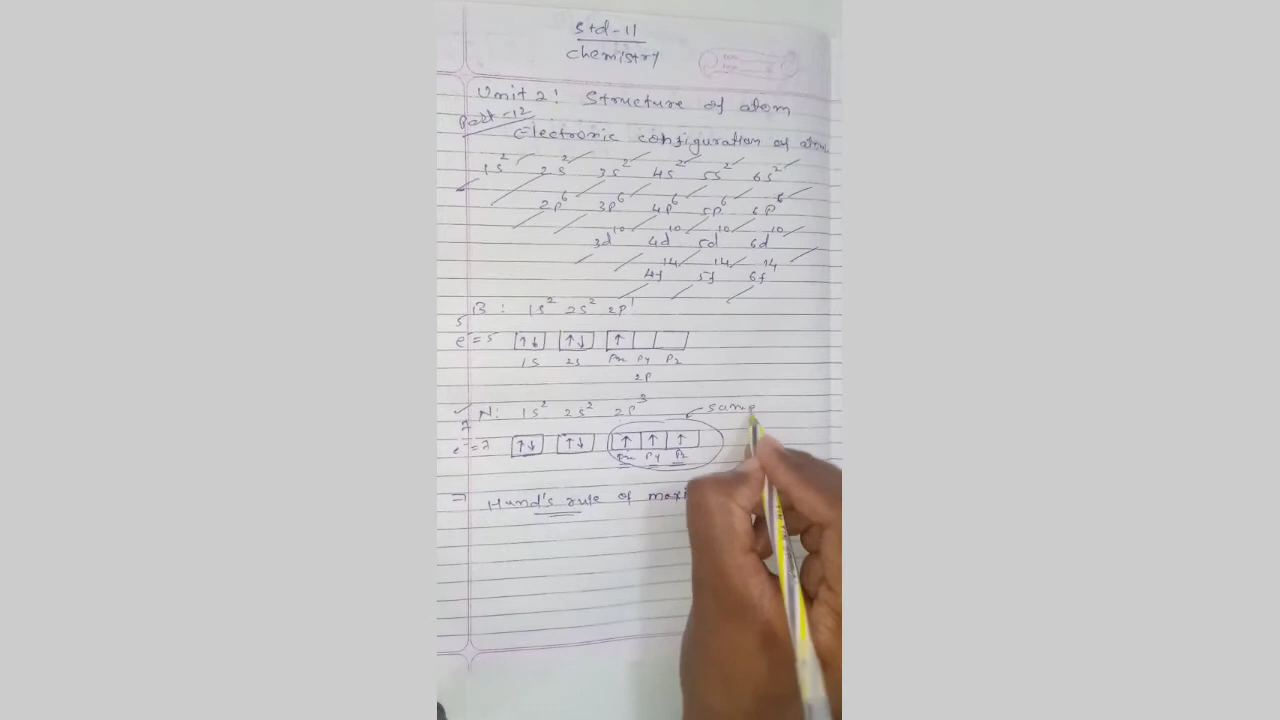 Std-11
Chemistry
Unit 2: Structure of atom
Part-12
Electronic configuration of atom
1s² 2s² 3s² 4s² 5s² 6s²
2p⁶ 3p⁶ 4p⁶ 5p⁶ 6p⁶
3d¹⁰ 4d¹⁰ 5d¹⁰ 6d¹⁰
4f¹⁴ 5f¹⁴ 6f¹⁴
₅B: 1s² 2s² 2p¹
e⁻=5 ↑↓ ↑↓ ↑
1s 2s Px Py Pz
2p
₇N: 1s² 2s² 2p³ same
e⁻=7 ↑↓ ↑↓ ↑ ↑ ↑
Px Py Pz
⇒ Hund's rule of maxi